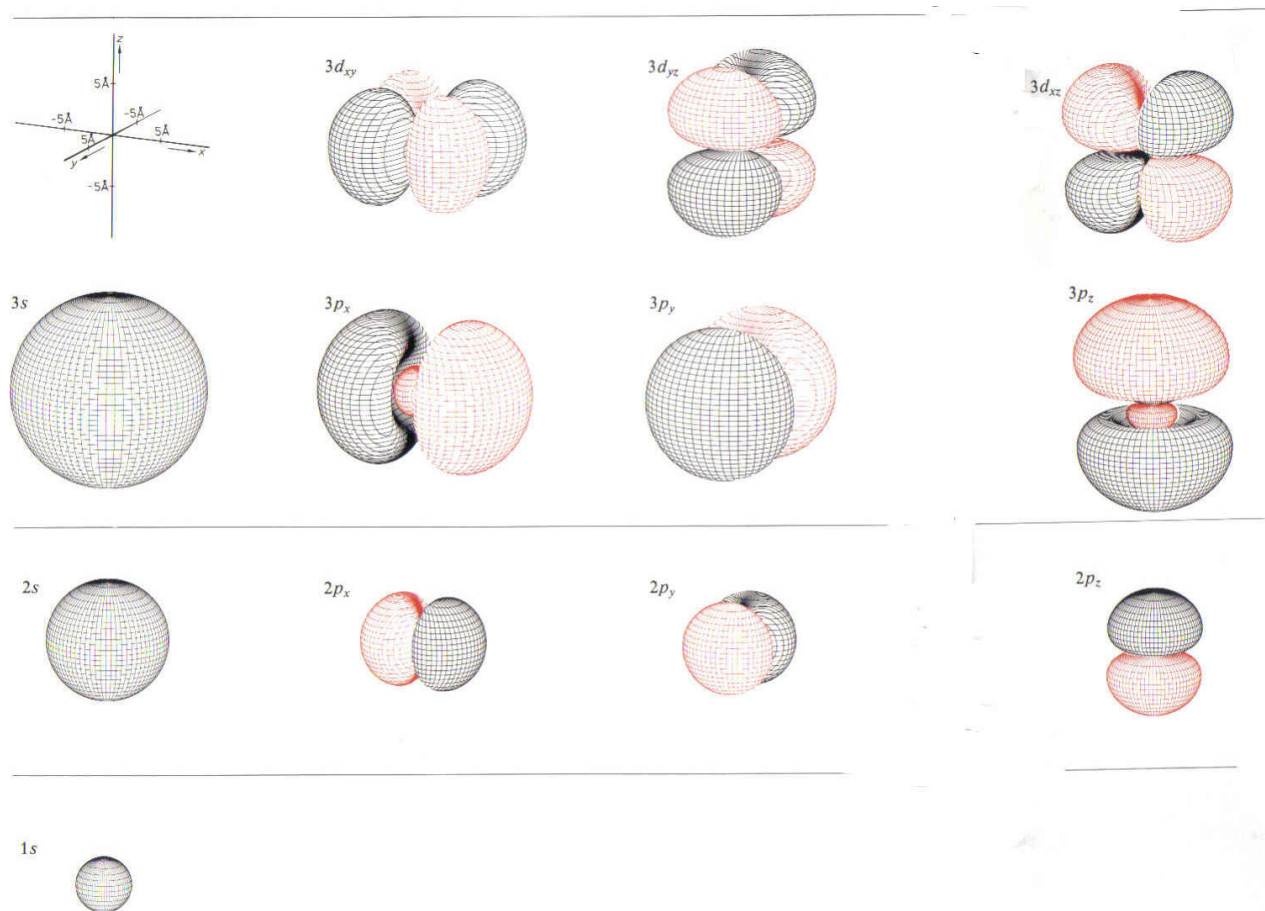 z
5Å
-5Å
-5Å
5Å
5Å
y
x
-5Å
3d_xy
3d_yz
3d_xz
3s
3p_x
3p_y
3p_z
2s
2p_x
2p_y
2p_z
1s